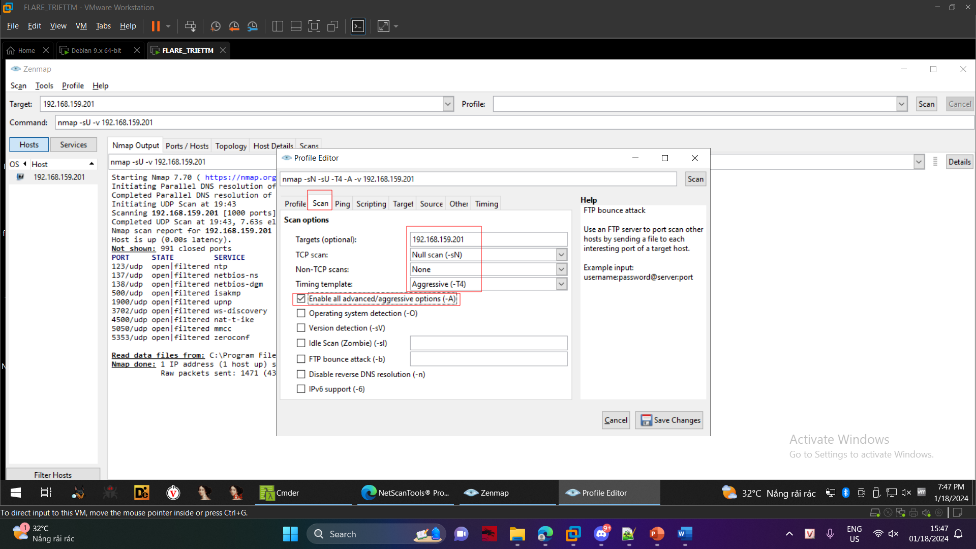 FLARE_TRIETTM - VMware Workstation
File Edit View VM Tabs Help
Home Debian 9.x 64-bit FLARE_TRIETTM
Zenmap
Scan Tools Profile Help
Target: 192.168.159.201 Profile: Scan Cancel
Command: nmap -sU -v 192.168.159.201
Hosts Services
Nmap Output Ports / Hosts Topology Host Details Scans
OS Host
192.168.159.201
nmap -sU -v 192.168.159.201 Details
Starting Nmap 7.70 ( https://nmap.org
Initiating Parallel DNS resolution of
Completed Parallel DNS resolution of
Initiating UDP Scan at 19:43
Scanning 192.168.159.201 [1000 ports]
Completed UDP Scan at 19:43, 7.63s el
Nmap scan report for 192.168.159.201
Host is up (0.00s latency).
Not shown: 991 closed ports
PORT STATE SERVICE
123/udp open|filtered ntp
137/udp open|filtered netbios-ns
138/udp open|filtered netbios-dgm
500/udp open|filtered isakmp
1900/udp open|filtered upnp
3702/udp open|filtered ws-discovery
4500/udp open|filtered nat-t-ike
5050/udp open|filtered mmcc
5353/udp open|filtered zeroconf
Read data files from: C:\Program File
Nmap done: 1 IP address (1 host up) s
Raw packets sent: 1471 (43
Filter Hosts
Profile Editor
nmap -sN -sU -T4 -A -v 192.168.159.201 Scan
Profile Scan Ping Scripting Target Source Other Timing
Scan options
Targets (optional): 192.168.159.201
TCP scan: Null scan (-sN)
Non-TCP scans: None
Timing template: Aggressive (-T4)
Enable all advanced/aggressive options (-A)
Operating system detection (-O)
Version detection (-sV)
Idle Scan (Zombie) (-sI)
FTP bounce attack (-b)
Disable reverse DNS resolution (-n)
IPv6 support (-6)
Help
FTP bounce attack
Use an FTP server to port scan other
hosts by sending a file to each
interesting port of a target host.
Example input:
username:password@server:port
Cancel Save Changes
Activate Windows
Go to Settings to activate Windows.
Cmder NetScanTools® Pro... Zenmap Profile Editor
32°C Nắng rải rác
7:47 PM
1/18/2024
To direct input to this VM, move the mouse pointer inside or press Ctrl+G.
32°C
Nắng rải rác
Search
ENG
US
15:47
01/18/2024